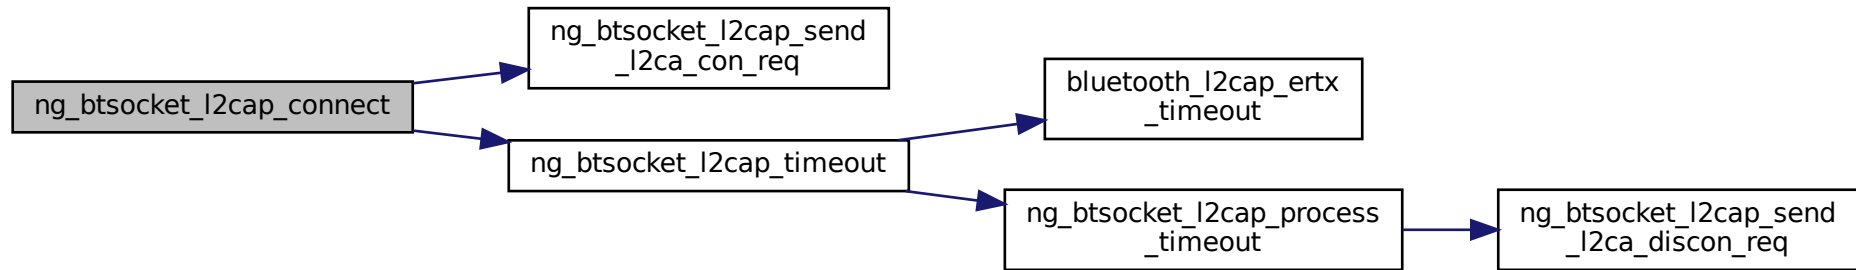 ng_btsocket_l2cap_connect
ng_btsocket_l2cap_send
_l2ca_con_req
ng_btsocket_l2cap_timeout
bluetooth_l2cap_ertx
_timeout
ng_btsocket_l2cap_process
_timeout
ng_btsocket_l2cap_send
_l2ca_discon_req